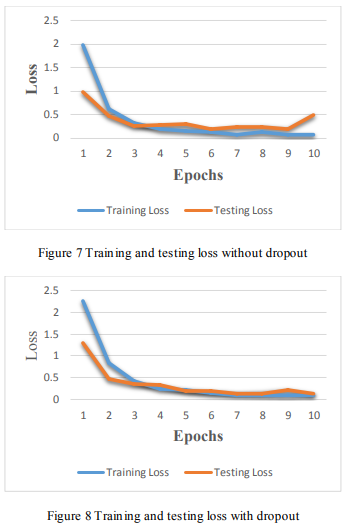 2.5
2
1.5
1
0.5
0
Loss
1 2 3 4 5 6 7 8 9 10
Epochs
Training Loss Testing Loss
Figure 7 Training and testing loss without dropout
2.5
2
1.5
1
0.5
0
Loss
1 2 3 4 5 6 7 8 9 10
Epochs
Training Loss Testing Loss
Figure 8 Training and testing loss with dropout